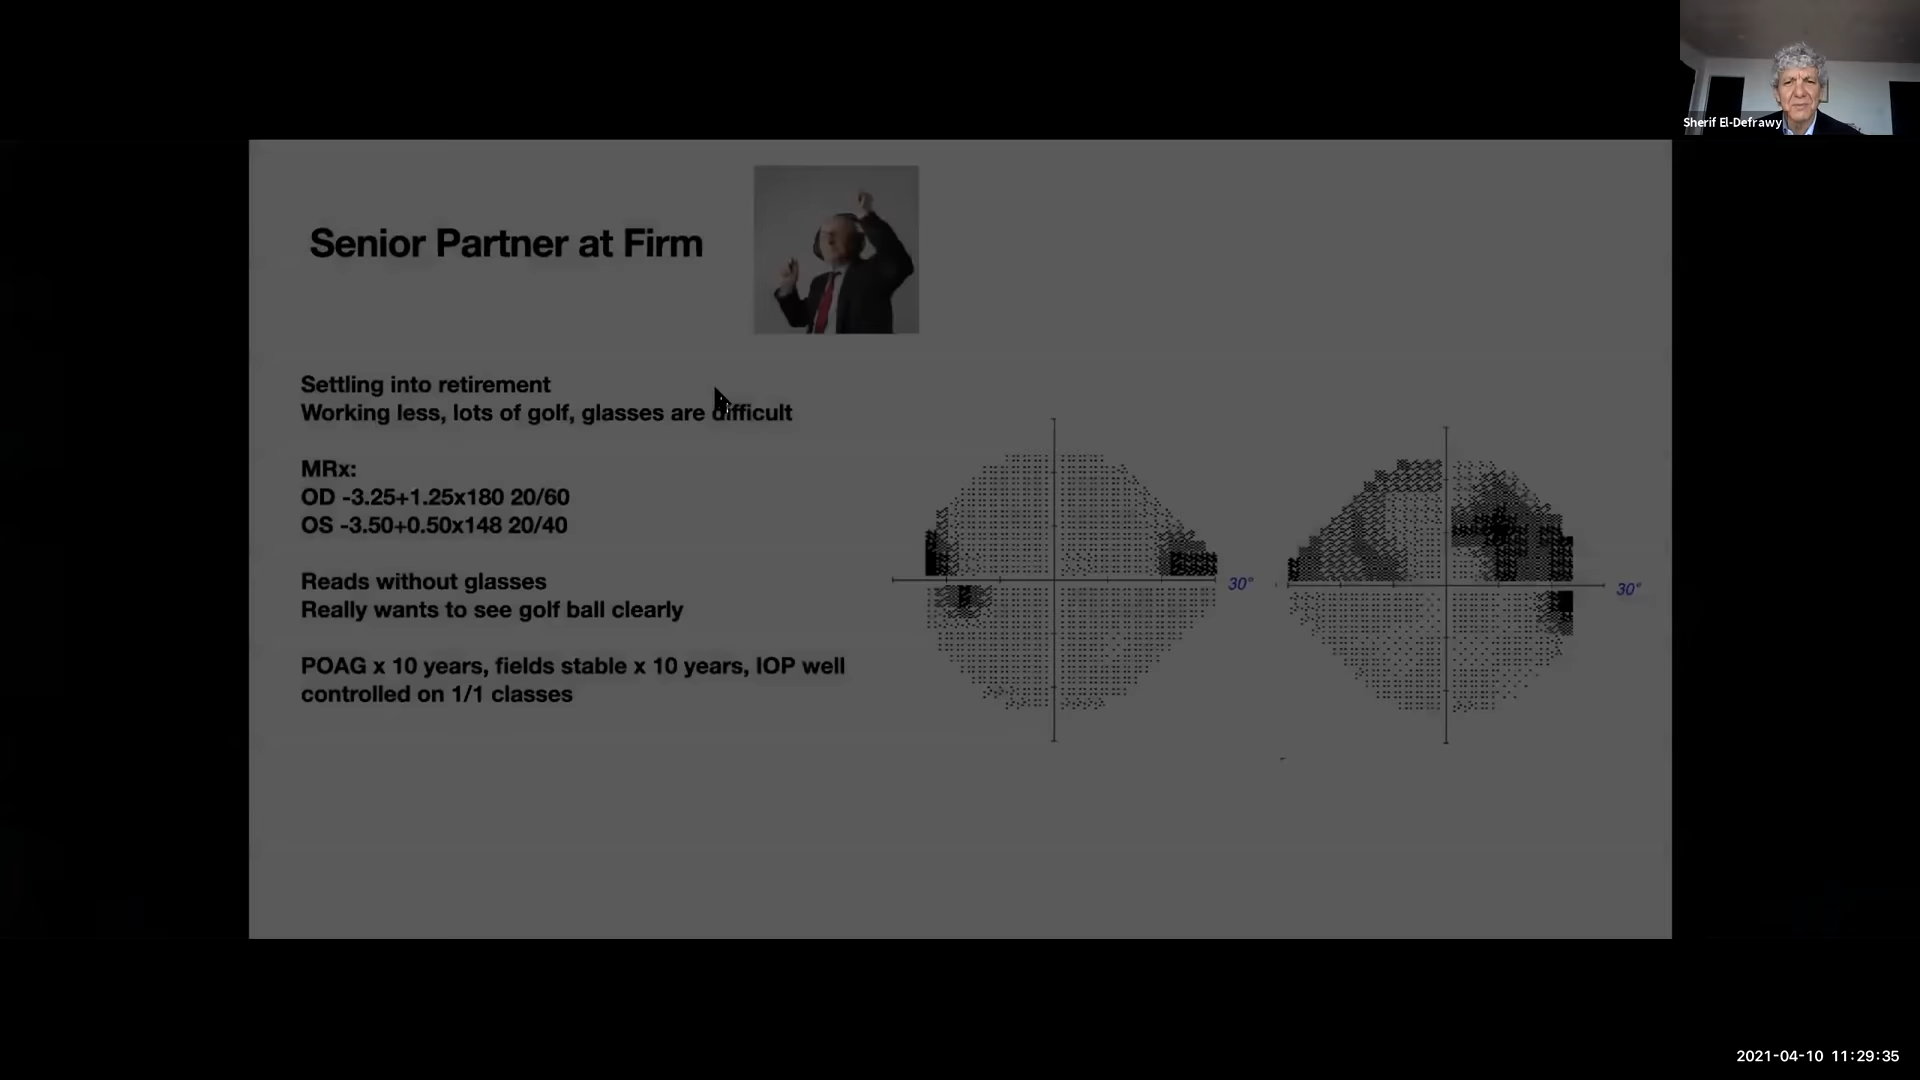 Sherif El-Defrawy
Senior Partner at Firm
Settling into retirement
Working less, lots of golf, glasses are difficult
MRx:
OD -3.25+1.25x180 20/60
OS -3.50+0.50x148 20/40
Reads without glasses
Really wants to see golf ball clearly
POAG x 10 years, fields stable x 10 years, IOP well
controlled on 1/1 classes
30°
30°
2021-04-10 11:29:35